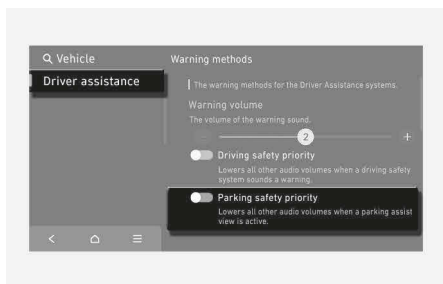 Vehicle
Warning methods
Driver assistance
The warning methods for the Driver Assistance systems.
Warning volume
The volume of the warning sound.
2
Driving safety priority
Lowers all other audio volumes when a driving safety
system sounds a warning.
Parking safety priority
Lowers all other audio volumes when a parking assist
view is active.